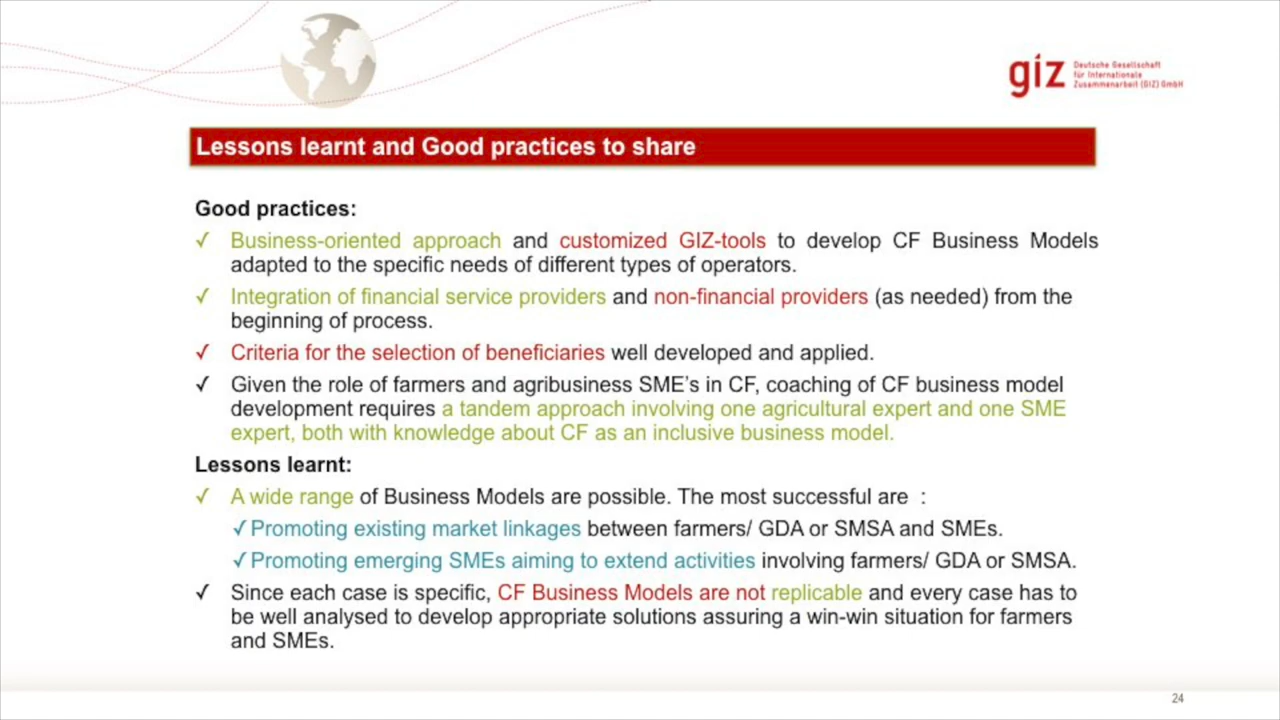 giz
Deutsche Gesellschaft
für Internationale
Zusammenarbeit (GIZ) GmbH
Lessons learnt and Good practices to share
Good practices:
✓ Business-oriented approach and customized GIZ-tools to develop CF Business Models
adapted to the specific needs of different types of operators.
✓ Integration of financial service providers and non-financial providers (as needed) from the
beginning of process.
✓ Criteria for the selection of beneficiaries well developed and applied.
✓ Given the role of farmers and agribusiness SME's in CF, coaching of CF business model
development requires a tandem approach involving one agricultural expert and one SME
expert, both with knowledge about CF as an inclusive business model.
Lessons learnt:
✓ A wide range of Business Models are possible. The most successful are :
✓ Promoting existing market linkages between farmers/ GDA or SMSA and SMEs.
✓ Promoting emerging SMEs aiming to extend activities involving farmers/ GDA or SMSA.
✓ Since each case is specific, CF Business Models are not replicable and every case has to
be well analysed to develop appropriate solutions assuring a win-win situation for farmers
and SMEs.
24